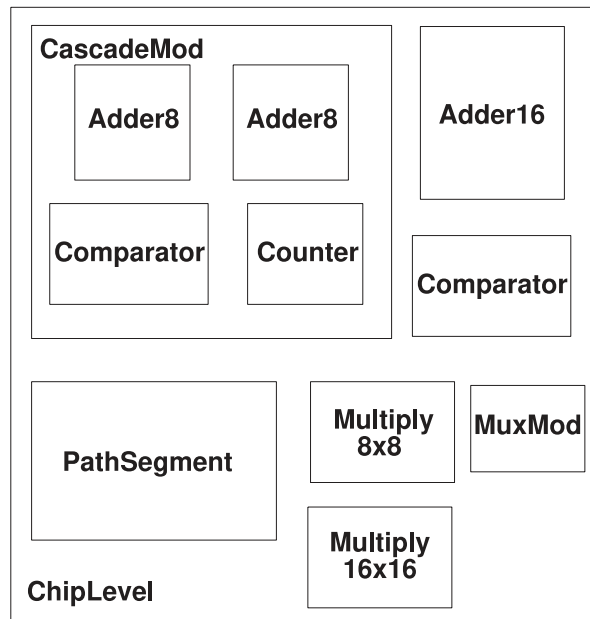 CascadeMod
Adder8
Adder8
Adder16
Comparator
Counter
Comparator
PathSegment
Multiply
8x8
MuxMod
Multiply
16x16
ChipLevel